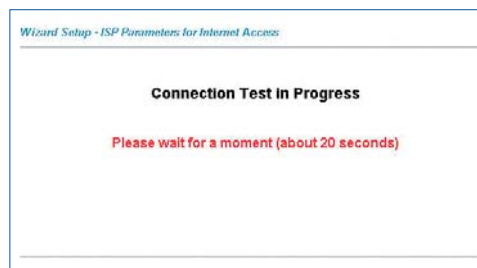 Wizard Setup - ISP Parameters for Internet Access
Connection Test in Progress
Please wait for a moment (about 20 seconds)